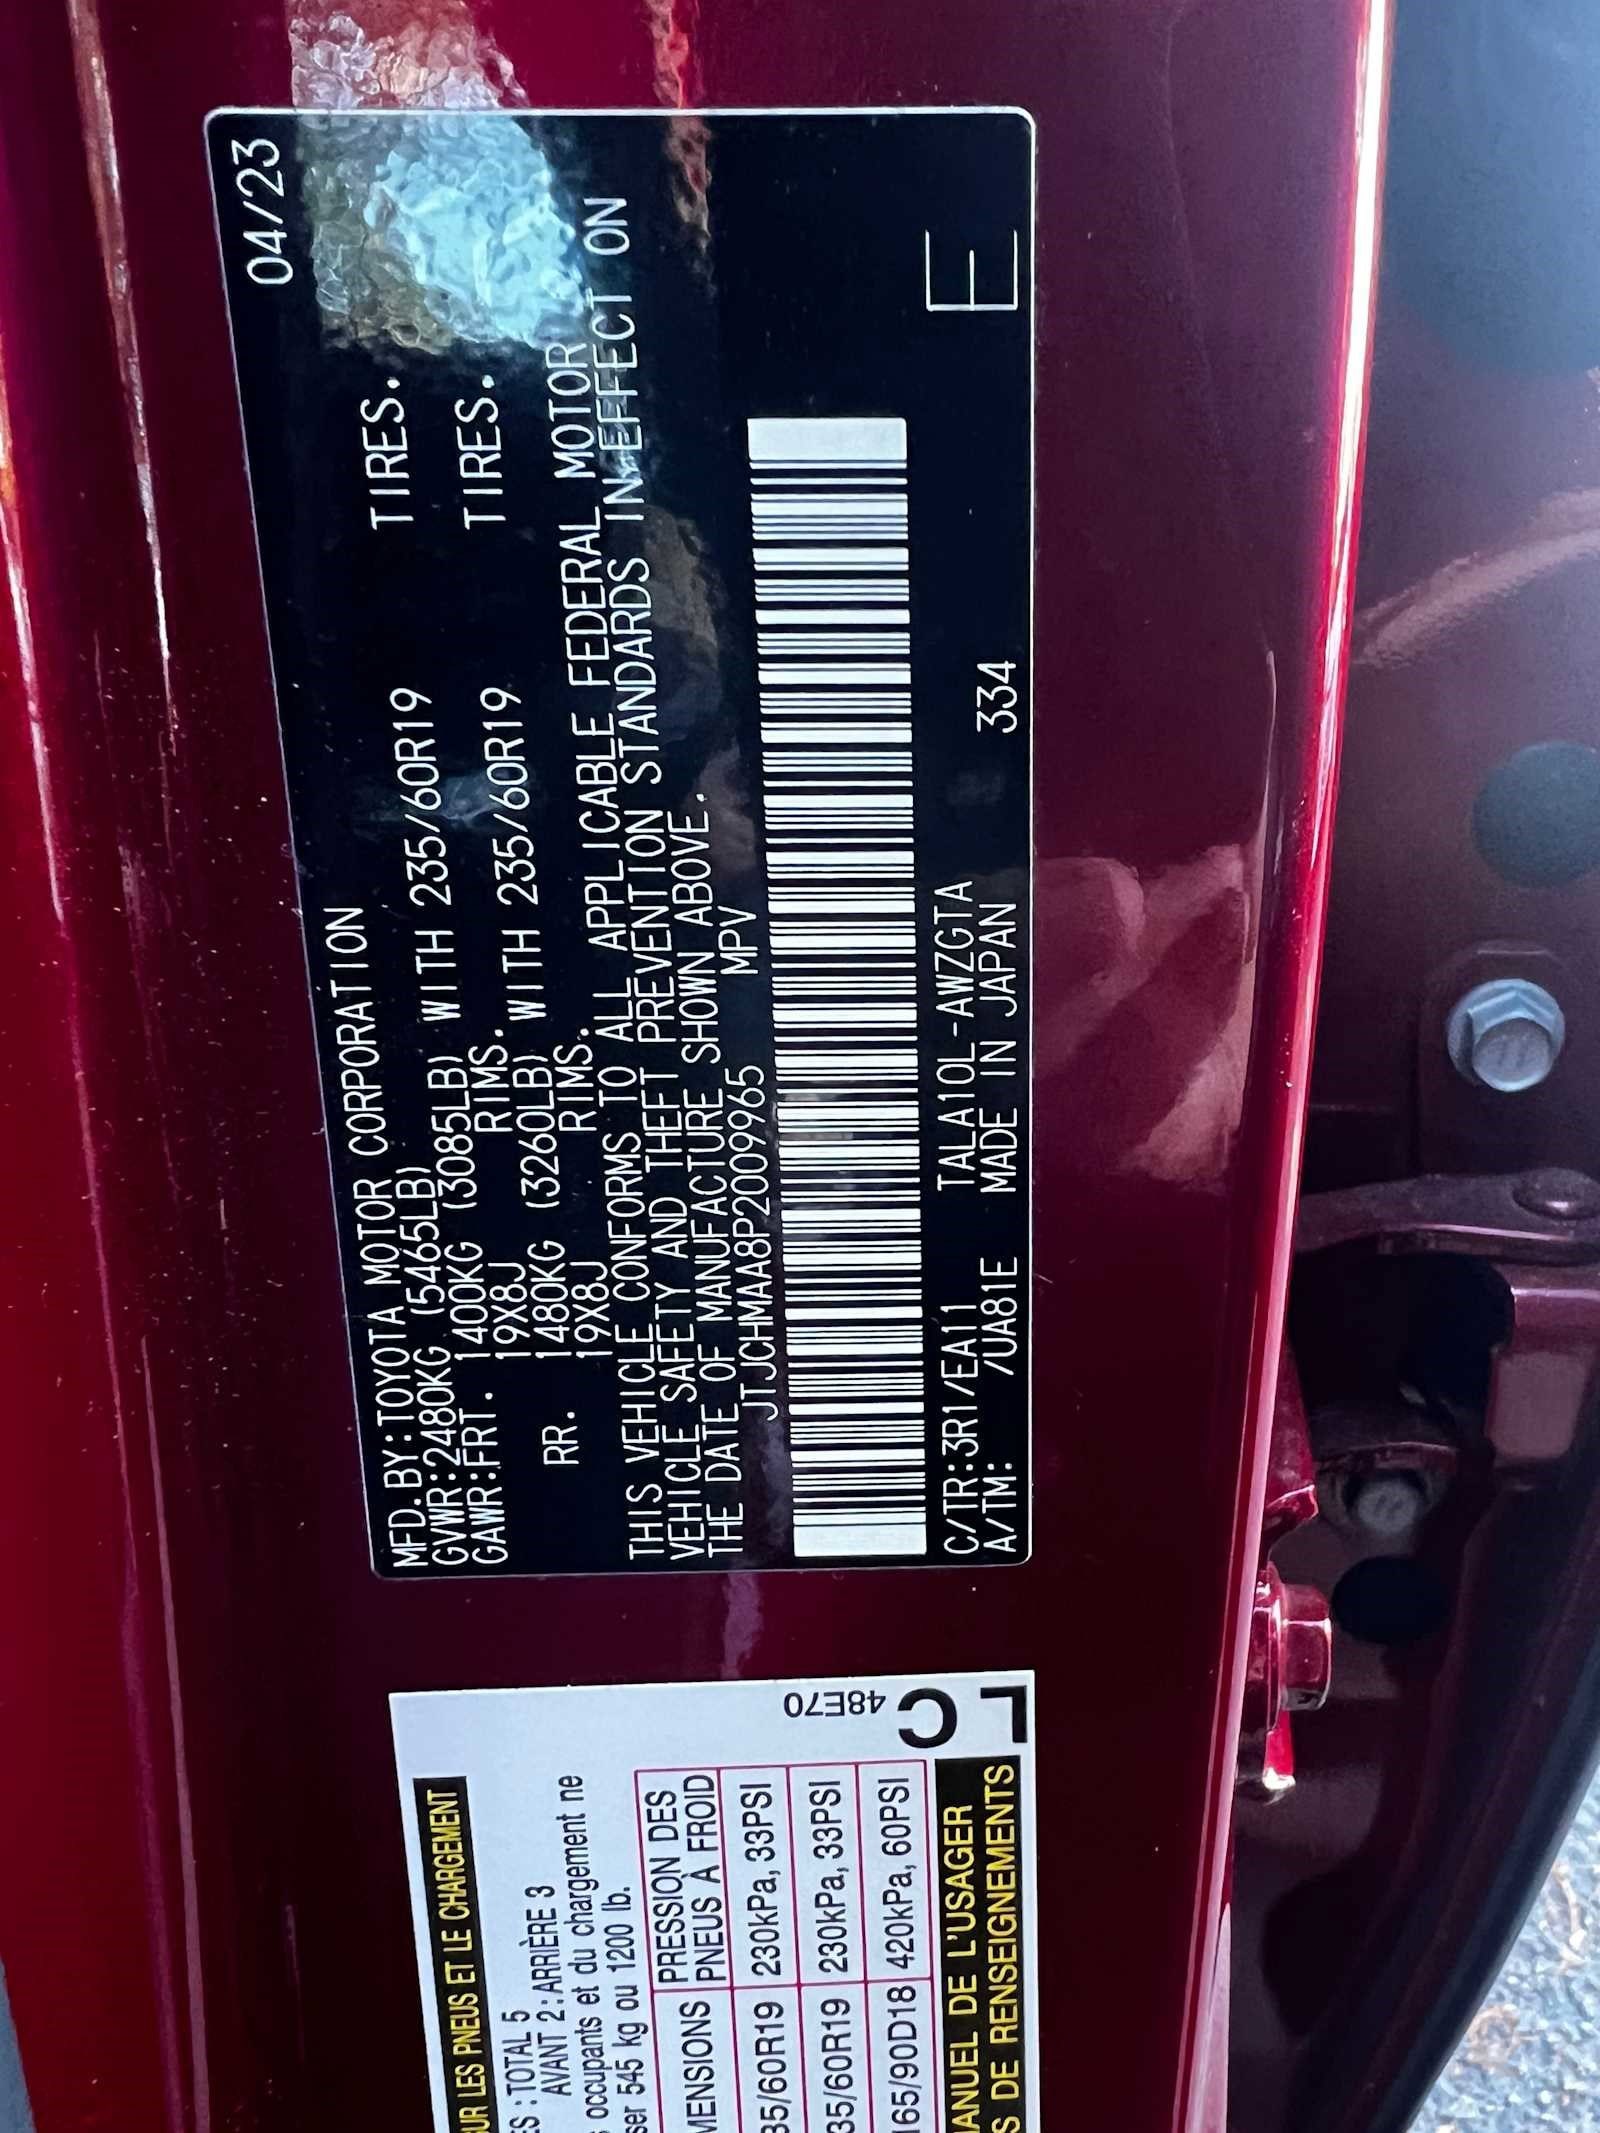 04/23
MFD.BY:TOYOTA MOTOR CORPORATION
GVWR:2480KG (5465LB)
GAWR:FRT. 1400KG (3085LB) WITH 235/60R19 TIRES.
19X8J RIMS.
RR. 1480KG (3260LB) WITH 235/60R19 TIRES.
19X8J RIMS.
THIS VEHICLE CONFORMS TO ALL APPLICABLE FEDERAL MOTOR
VEHICLE SAFETY AND THEFT PREVENTION STANDARDS IN EFFECT ON
THE DATE OF MANUFACTURE SHOWN ABOVE.
JTJCHMAA8P2009965 MPV
C/TR:3R1/EA11 TALA10L-AWZGTA
A/TM: /UA81E MADE IN JAPAN 334
E
UR LES PNEUS ET LE CHARGEMENT
ES : TOTAL 5
AVANT 2 : ARRIÈRE 3
occupants et du chargement ne
ser 545 kg ou 1200 lb.
MENSIONS PRESSION DES
PNEUS À FROID
35/60R19 230kPa, 33PSI
35/60R19 230kPa, 33PSI
165/90D18 420kPa, 60PSI
MANUEL DE L'USAGER
S DE RENSEIGNEMENTS
48E70
LC